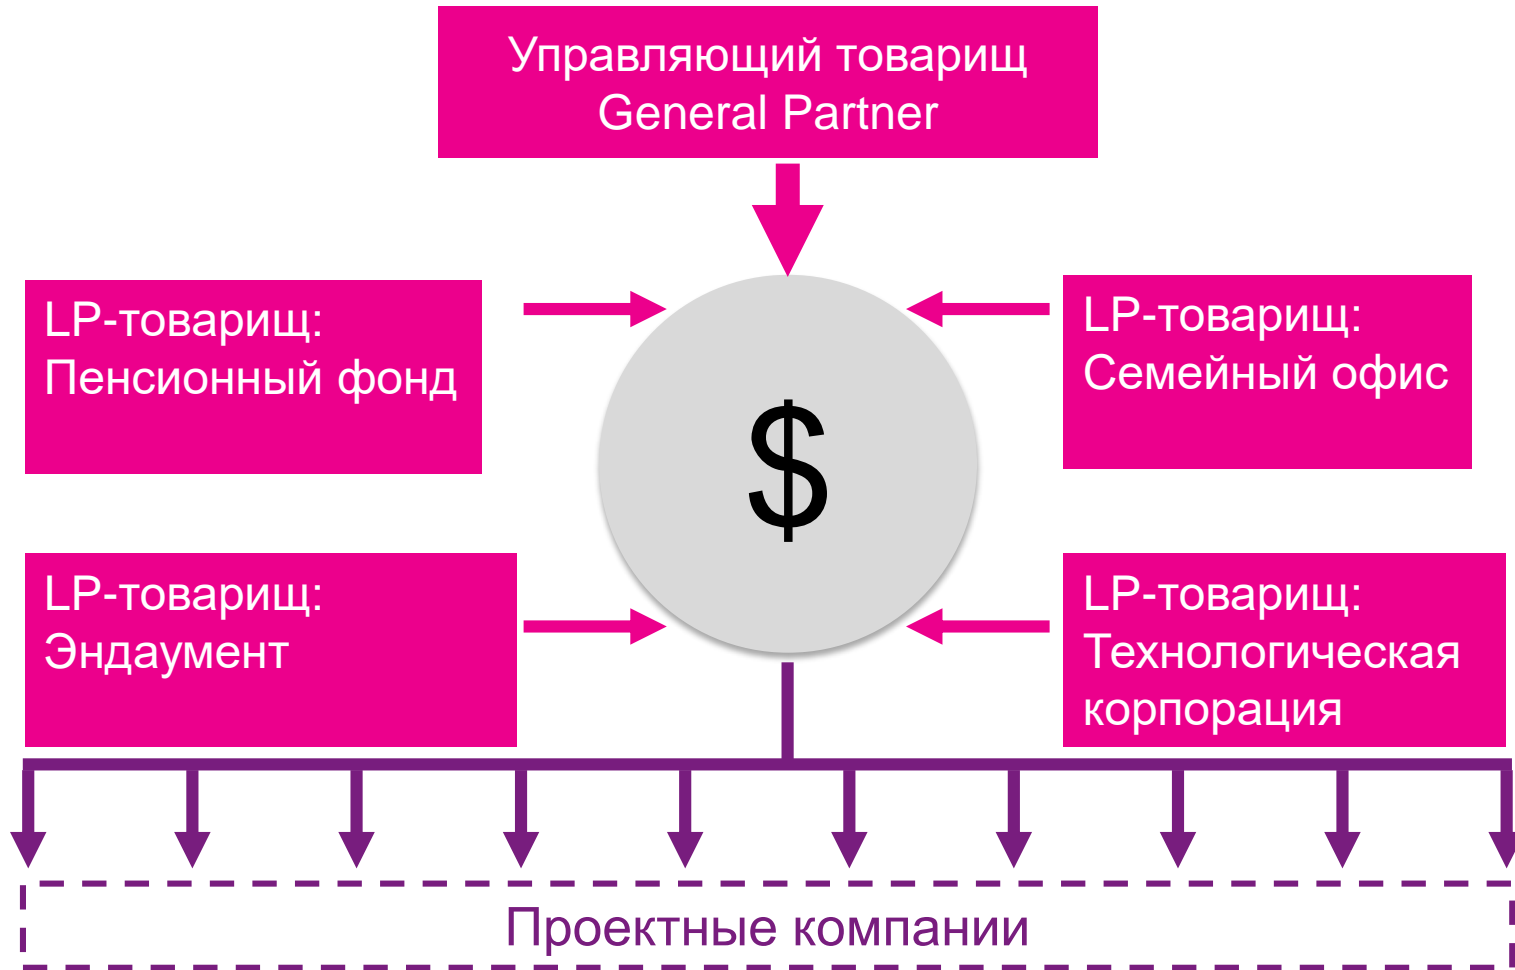 Управляющий товарищ
General Partner
LP-товарищ:
Пенсионный фонд
LP-товарищ:
Семейный офис
$
LP-товарищ:
Эндаумент
LP-товарищ:
Технологическая
корпорация
Проектные компании